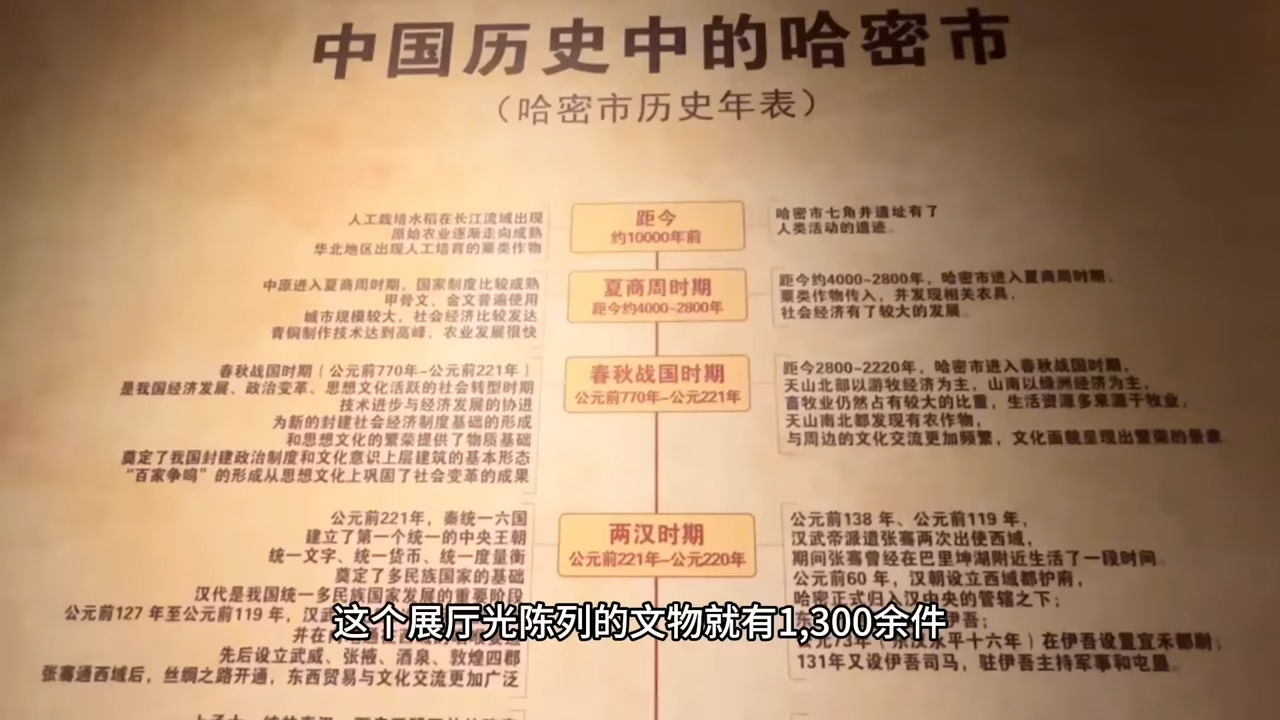 中国历史中的哈密市
（哈密市历史年表）
人工栽培水稻在长江流域出现
原始农业逐渐走向成熟
华北地区出现人工培育的粟类作物
距今
约10000年前
哈密市七角井遗址有了
人类活动的遗迹。
中原进入夏商周时期，国家制度比较成熟
甲骨文、金文普遍使用
城市规模较大，社会经济比较发达
青铜制作技术达到高峰，农业发展很快
夏商周时期
距今约4000-2800年
距今约4000-2800年，哈密市进入夏商周时期，
粟类作物传入，并发现相关农具，
社会经济有了较大的发展。
春秋战国时期（公元前770年-公元前221年）
是我国经济发展、政治变革、思想文化活跃的社会转型时期
技术进步与经济发展的协进
为新的封建社会经济制度基础的形成
和思想文化的繁荣提供了物质基础
奠定了我国封建政治制度和文化意识上层建筑的基本形态
“百家争鸣”的形成从思想文化上巩固了社会变革的成果
春秋战国时期
公元前770年-公元221年
距今2800-2220年，哈密市进入春秋战国时期，
天山北部以游牧经济为主，山南以绿洲经济为主，
畜牧业仍然占有较大的比重，生活资源多来源于牧业，
天山南北都发现有农作物，
与周边的文化交流更加频繁，文化面貌呈现出繁荣的景象
公元前221年，秦统一六国
建立了第一个统一的中央王朝
统一文字、统一货币、统一度量衡
奠定了多民族国家的基础
汉代是我国统一多民族国家发展的重要阶段
公元前127 年至公元前119 年，汉武
并在
先后设立武威、张掖、酒泉、敦煌四郡
张骞通西域后，丝绸之路开通，东西贸易与文化交流更加广泛
两汉时期
公元前221年-公元220年
公元前138 年、公元前119 年，
汉武帝派遣张骞两次出使西域，
期间张骞曾经在巴里坤湖附近生活了一段时间。
公元前60 年，汉朝设立西域都护府，
哈密正式归入汉中央的管辖之下；
伊吾；
公元73年（东汉永平十六年）在伊吾设置宜禾都尉；
131年又设伊吾司马，驻伊吾主持军事和屯垦。
这个展厅光陈列的文物就有1,300余件